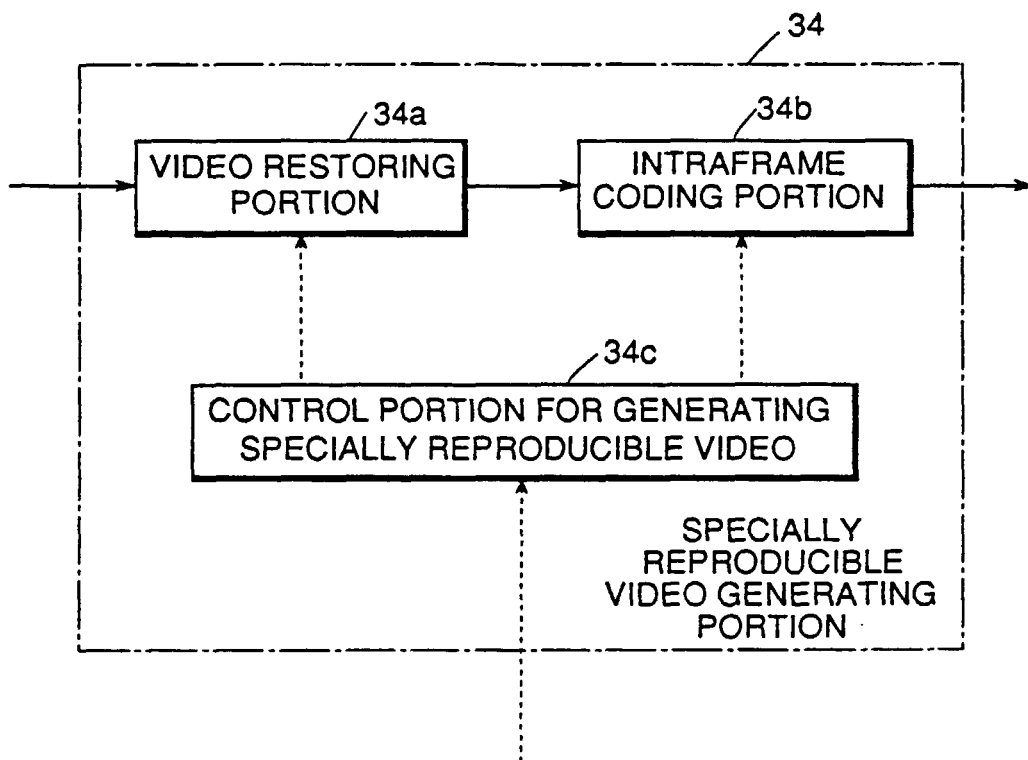 34
34a
34b
VIDEO RESTORING
PORTION
INTRAFRAME
CODING PORTION
34c
CONTROL PORTION FOR GENERATING
SPECIALLY REPRODUCIBLE VIDEO
SPECIALLY
REPRODUCIBLE
VIDEO GENERATING
PORTION